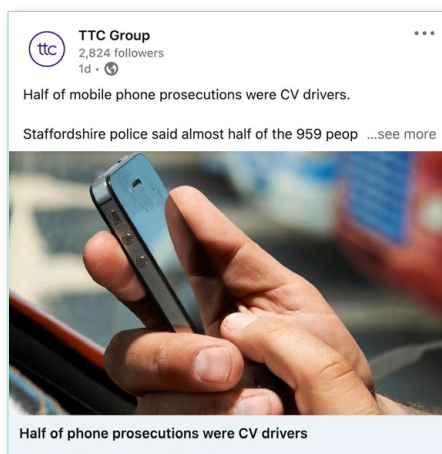 ttc
TTC Group
2,824 followers
1d •
Half of mobile phone prosecutions were CV drivers.
Staffordshire police said almost half of the 959 peop ...see more
Half of phone prosecutions were CV drivers